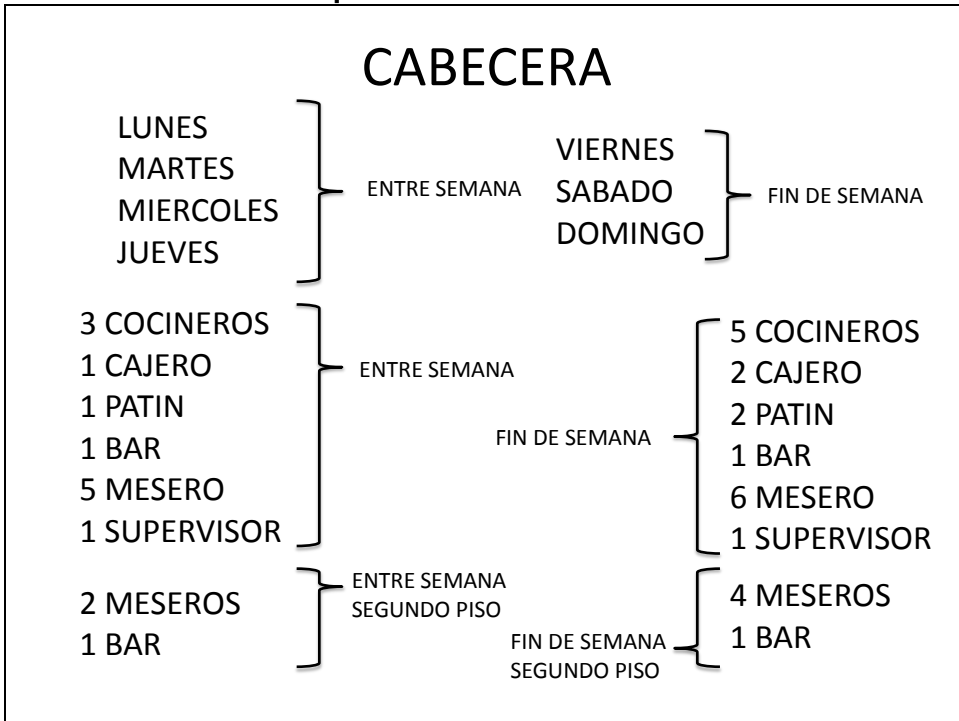 CABECERA
LUNES
MARTES
MIERCOLES
JUEVES
ENTRE SEMANA
VIERNES
SABADO
DOMINGO
FIN DE SEMANA
3 COCINEROS
1 CAJERO
1 PATIN
1 BAR
5 MESERO
1 SUPERVISOR
ENTRE SEMANA
FIN DE SEMANA
5 COCINEROS
2 CAJERO
2 PATIN
1 BAR
6 MESERO
1 SUPERVISOR
2 MESEROS
1 BAR
ENTRE SEMANA
SEGUNDO PISO
FIN DE SEMANA
SEGUNDO PISO
4 MESEROS
1 BAR